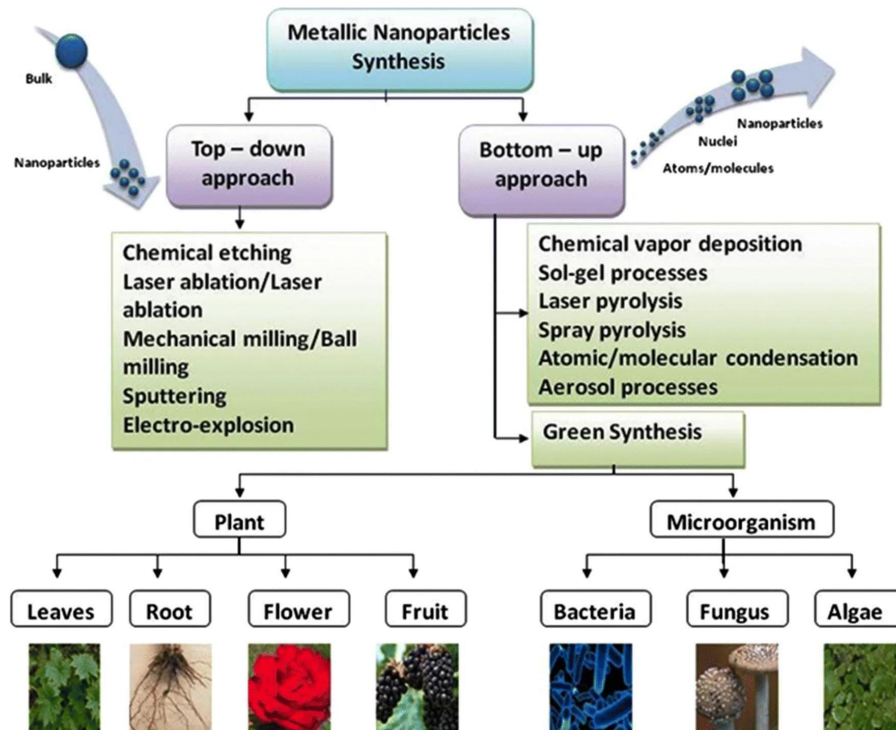 Metallic Nanoparticles
Synthesis
Bulk
Nanoparticles
Top – down
approach
Bottom – up
approach
Nanoparticles
Nuclei
Atoms/molecules
Chemical etching
Laser ablation/Laser
ablation
Mechanical milling/Ball
milling
Sputtering
Electro-explosion
Chemical vapor deposition
Sol-gel processes
Laser pyrolysis
Spray pyrolysis
Atomic/molecular condensation
Aerosol processes
Green Synthesis
Plant
Microorganism
Leaves
Root
Flower
Fruit
Bacteria
Fungus
Algae